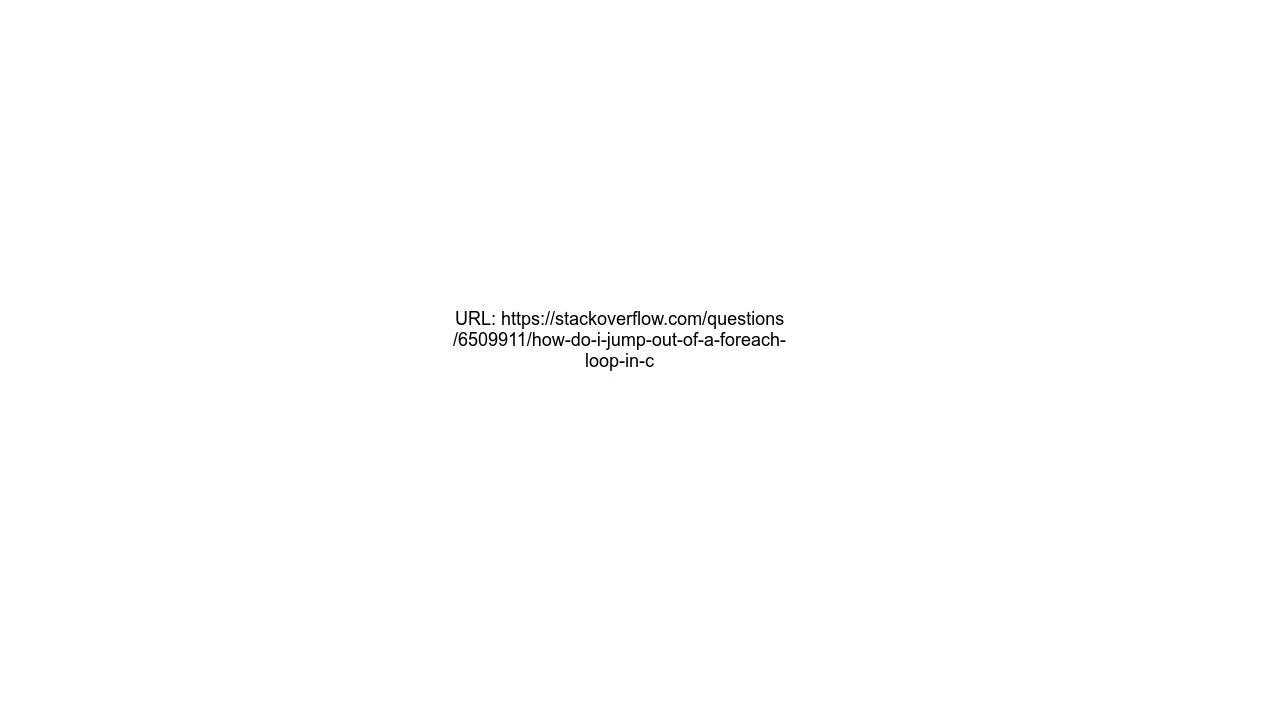 URL: https://stackoverflow.com/questions
/6509911/how-do-i-jump-out-of-a-foreach-
loop-in-c